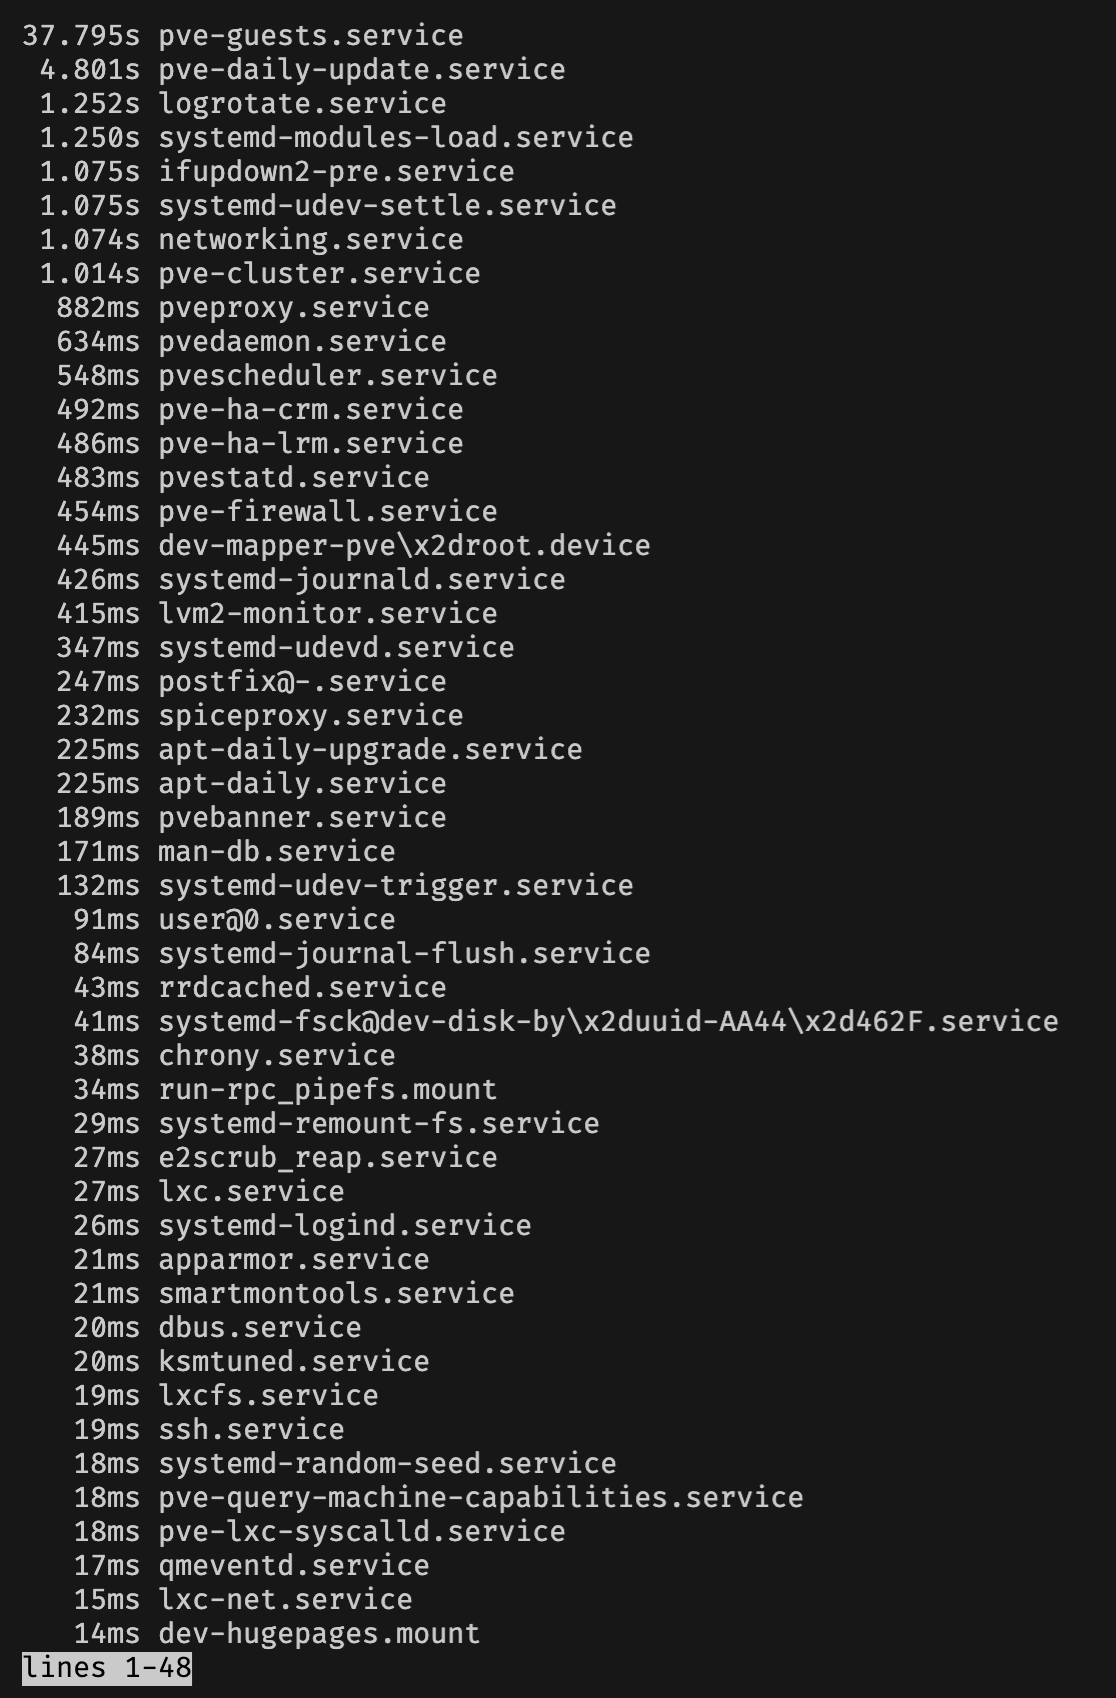 37.795s pve-guests.service
4.801s pve-daily-update.service
1.252s logrotate.service
1.250s systemd-modules-load.service
1.075s ifupdown2-pre.service
1.075s systemd-udev-settle.service
1.074s networking.service
1.014s pve-cluster.service
882ms pveproxy.service
634ms pvedaemon.service
548ms pvescheduler.service
492ms pve-ha-crm.service
486ms pve-ha-lrm.service
483ms pvestatd.service
454ms pve-firewall.service
445ms dev-mapper-pve\x2droot.device
426ms systemd-journald.service
415ms lvm2-monitor.service
347ms systemd-udevd.service
247ms postfix@-.service
232ms spiceproxy.service
225ms apt-daily-upgrade.service
225ms apt-daily.service
189ms pvebanner.service
171ms man-db.service
132ms systemd-udev-trigger.service
91ms user@0.service
84ms systemd-journal-flush.service
43ms rrdcached.service
41ms systemd-fsck@dev-disk-by\x2duuid-AA44\x2d462F.service
38ms chrony.service
34ms run-rpc_pipefs.mount
29ms systemd-remount-fs.service
27ms e2scrub_reap.service
27ms lxc.service
26ms systemd-logind.service
21ms apparmor.service
21ms smartmontools.service
20ms dbus.service
20ms ksmtuned.service
19ms lxcfs.service
19ms ssh.service
18ms systemd-random-seed.service
18ms pve-query-machine-capabilities.service
18ms pve-lxc-syscalld.service
17ms qmeventd.service
15ms lxc-net.service
14ms dev-hugepages.mount
lines 1-48